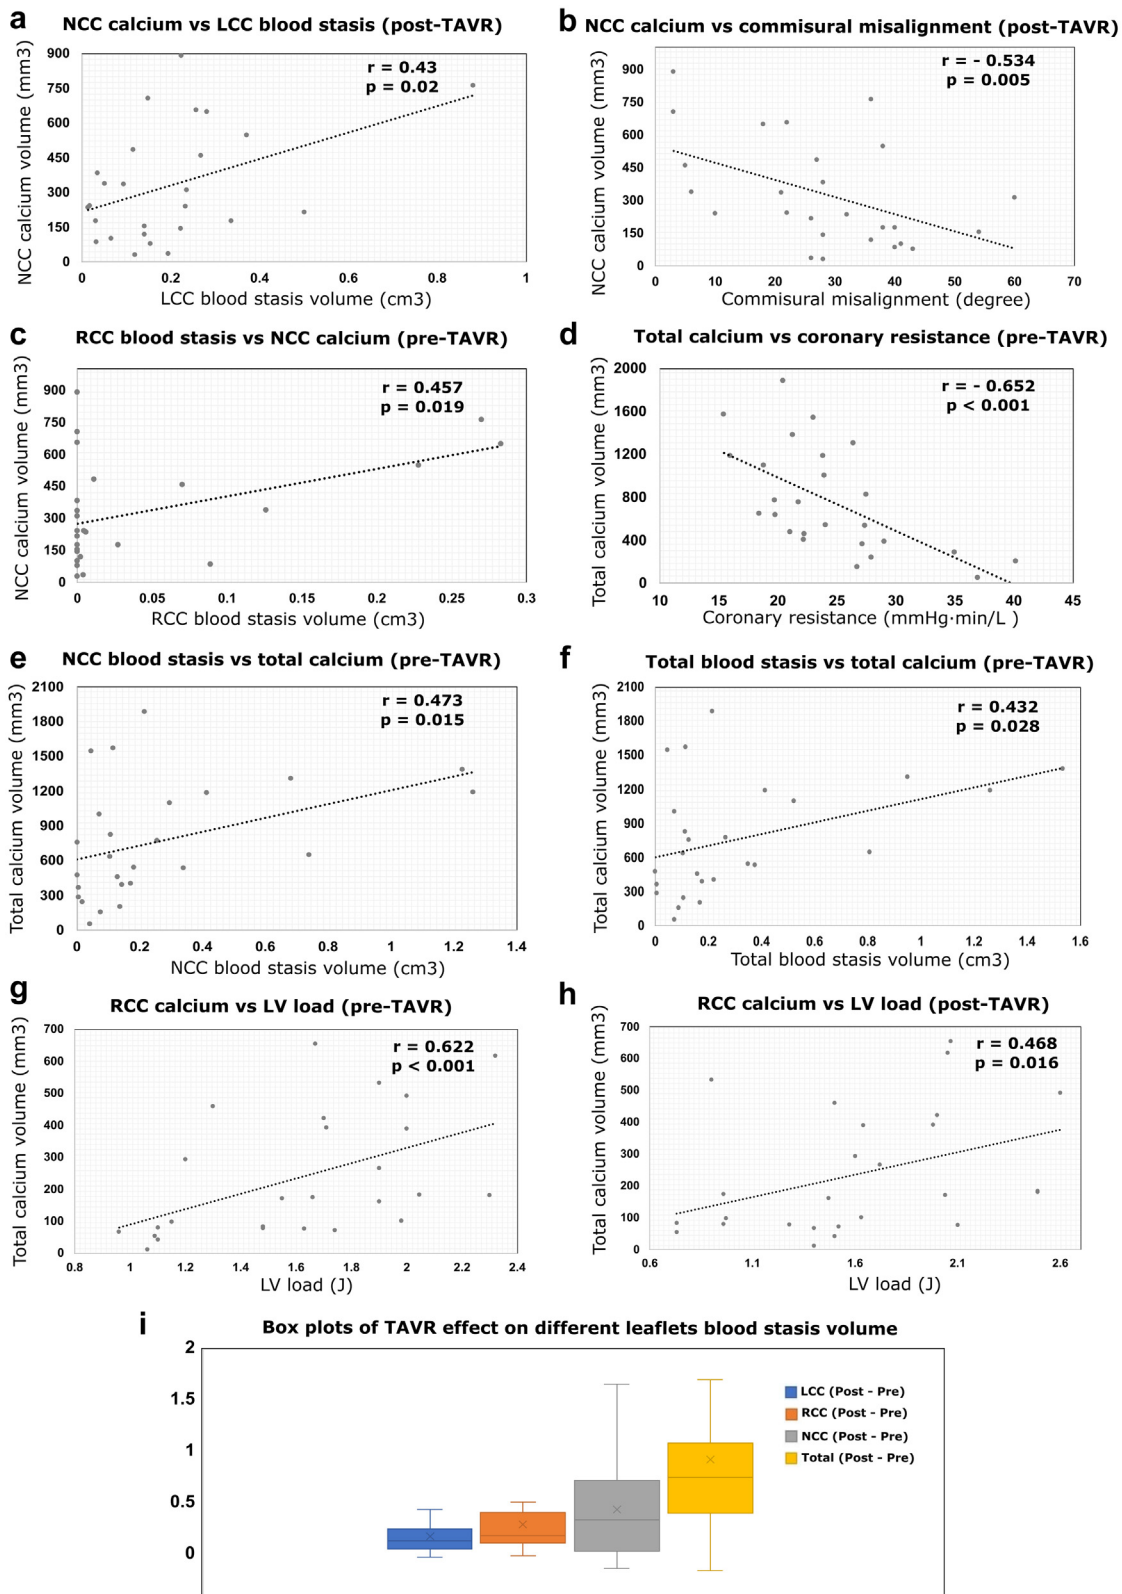 a
NCC calcium vs LCC blood stasis (post-TAVR)
r = 0.43
p = 0.02
NCC calcium volume (mm3)
900
750
600
450
300
150
0
0 0.2 0.4 0.6 0.8 1
LCC blood stasis volume (cm3)
b
NCC calcium vs commisural misalignment (post-TAVR)
r = - 0.534
p = 0.005
NCC calcium volume (mm3)
900
750
600
450
300
150
0
0 10 20 30 40 50 60 70
Commisural misalignment (degree)
c
RCC blood stasis vs NCC calcium (pre-TAVR)
r = 0.457
p = 0.019
NCC calcium volume (mm3)
900
750
600
450
300
150
0
0 0.05 0.1 0.15 0.2 0.25 0.3
RCC blood stasis volume (cm3)
d
Total calcium vs coronary resistance (pre-TAVR)
r = - 0.652
p < 0.001
Total calcium volume (mm3)
2000
1600
1200
800
400
0
10 15 20 25 30 35 40 45
Coronary resistance (mmHg·min/L )
e
NCC blood stasis vs total calcium (pre-TAVR)
r = 0.473
p = 0.015
Total calcium volume (mm3)
2100
1800
1500
1200
900
600
300
0
0 0.2 0.4 0.6 0.8 1 1.2 1.4
NCC blood stasis volume (cm3)
f
Total blood stasis vs total calcium (pre-TAVR)
r = 0.432
p = 0.028
Total calcium volume (mm3)
2100
1800
1500
1200
900
600
300
0
0 0.2 0.4 0.6 0.8 1 1.2 1.4 1.6
Total blood stasis volume (cm3)
g
RCC calcium vs LV load (pre-TAVR)
r = 0.622
p < 0.001
Total calcium volume (mm3)
700
600
500
400
300
200
100
0
0.8 1 1.2 1.4 1.6 1.8 2 2.2 2.4
LV load (J)
h
RCC calcium vs LV load (post-TAVR)
r = 0.468
p = 0.016
Total calcium volume (mm3)
700
600
500
400
300
200
100
0
0.6 1.1 1.6 2.1 2.6
LV load (J)
i
Box plots of TAVR effect on different leaflets blood stasis volume
2
1.5
1
0.5
0
LCC (Post - Pre)
RCC (Post - Pre)
NCC (Post - Pre)
Total (Post - Pre)